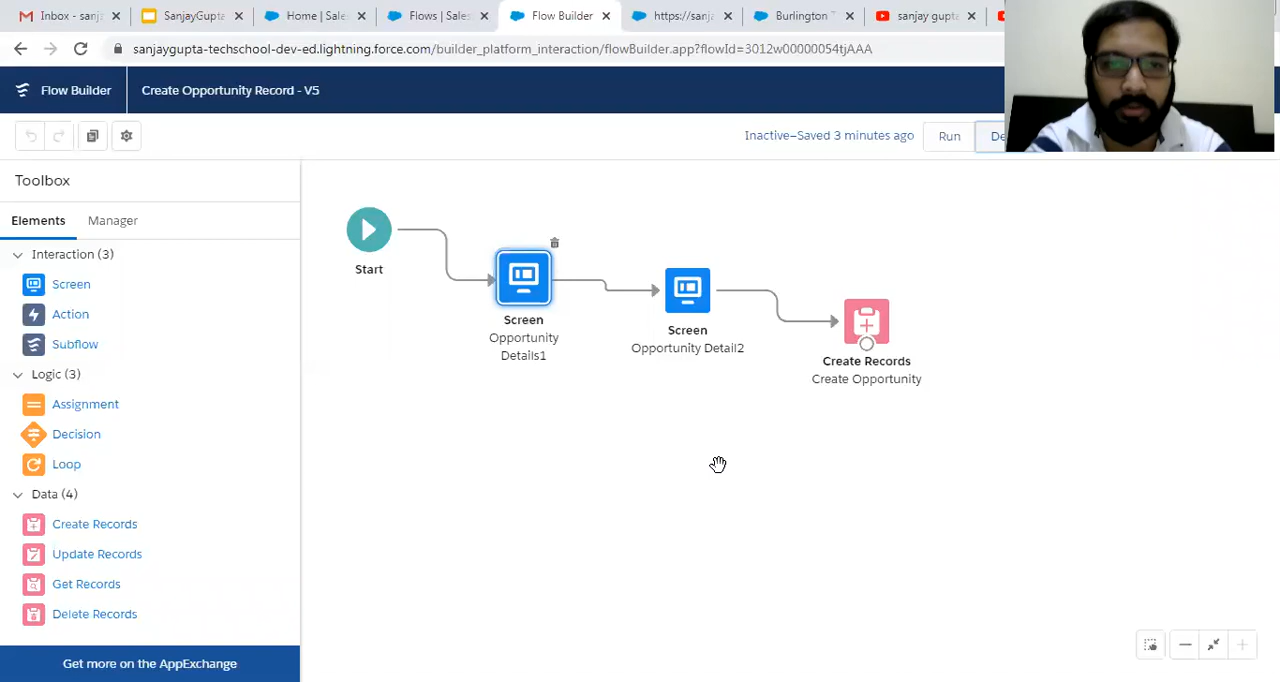 Inbox - sanj
SanjayGupta
Home | Sale
Flows | Sales
Flow Builder
https://sanja
Burlington T
sanjay gupta
sanjaygupta-techschool-dev-ed.lightning.force.com/builder_platform_interaction/flowBuilder.app?flowId=3012w00000054tjAAA
Flow Builder
Create Opportunity Record - V5
Inactive—Saved 3 minutes ago
Run
De
Toolbox
Elements
Manager
Interaction (3)
Screen
Action
Subflow
Logic (3)
Assignment
Decision
Loop
Data (4)
Create Records
Update Records
Get Records
Delete Records
Get more on the AppExchange
Start
Screen
Opportunity
Details1
Screen
Opportunity Detail2
Create Records
Create Opportunity